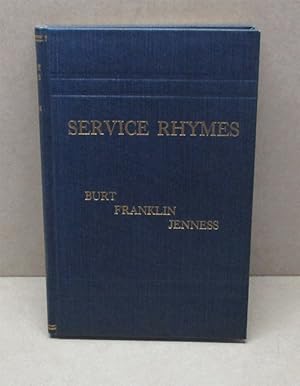 SERVICE RHYMES
BURT
FRANKLIN
JENNESS